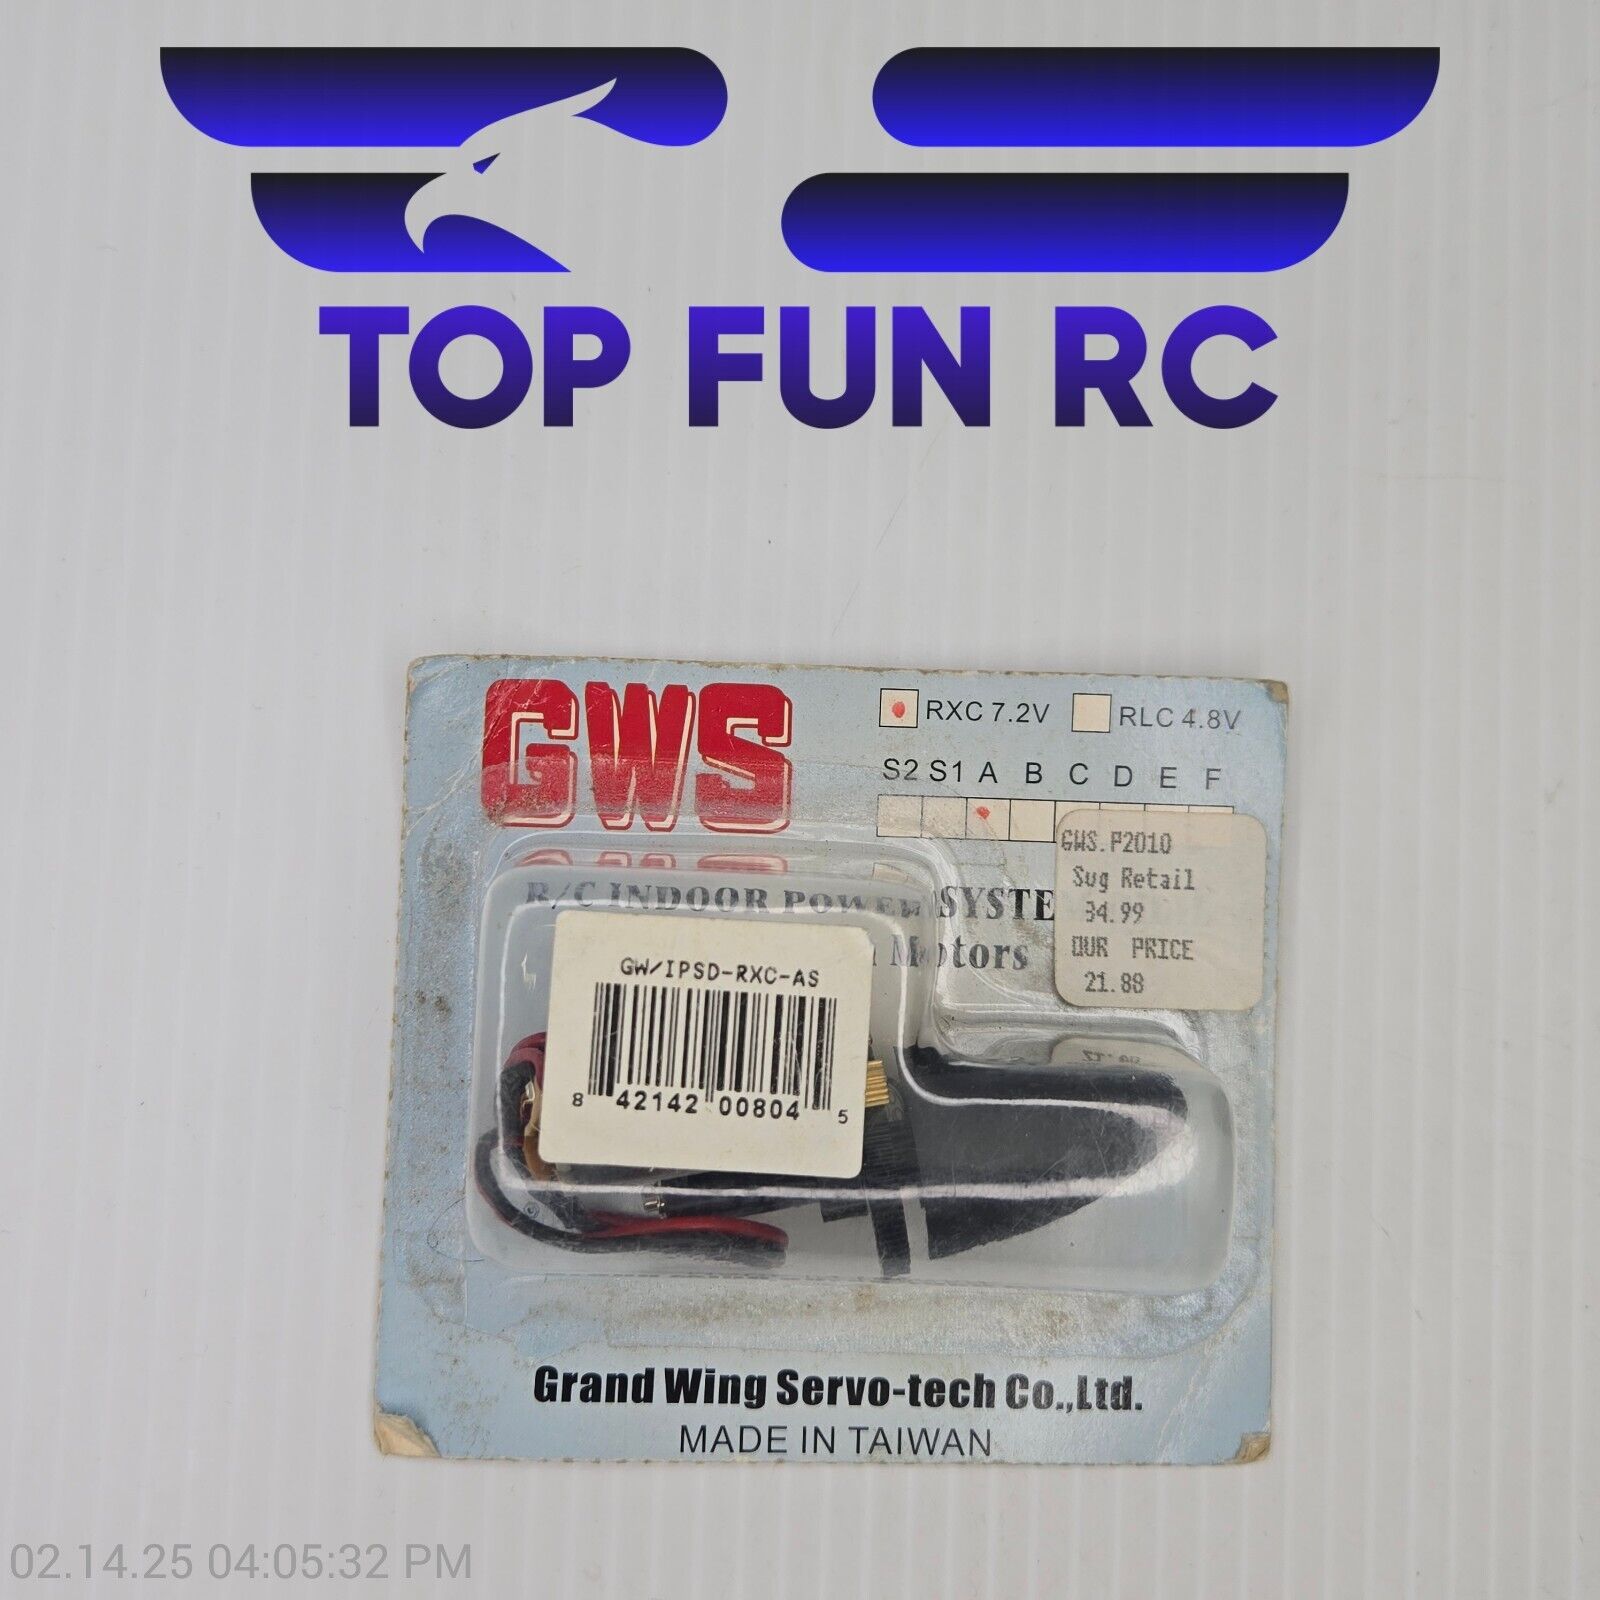 TOP FUN RC
GWS
RXC 7.2V RLC 4.8V
S2 S1 A B C D E F
GWS.P2010
Sug Retail
34.99
OUR PRICE
21.88
R/C INDOOR POWER SYSTE
Motors
GW/IPSD-RXC-AS
8 42142 00804 5
Grand Wing Servo-tech Co.,Ltd.
MADE IN TAIWAN
02.14.25 04:05:32 PM